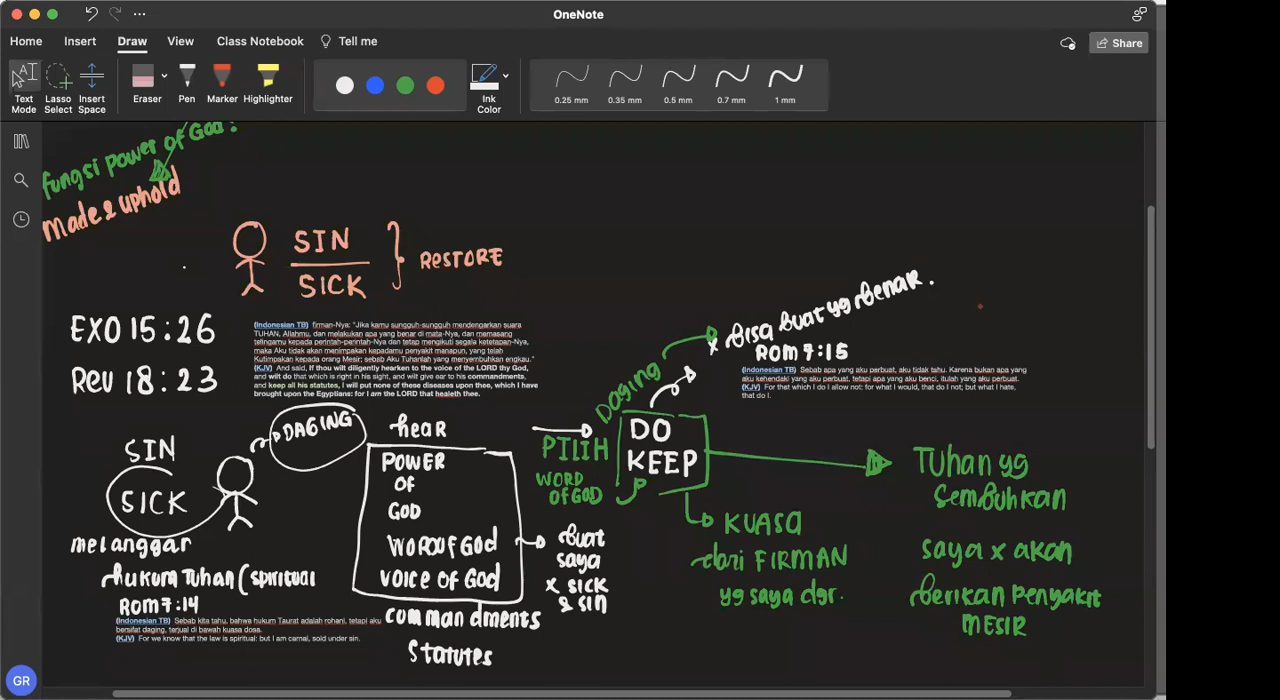 OneNote
Home Insert Draw View Class Notebook Tell me
Share
Text Mode
Lasso Select
Insert Space
Eraser
Pen
Marker
Highlighter
Ink Color
0.25 mm
0.35 mm
0.5 mm
0.7 mm
1 mm
fungsi power of God?
Made & uphold
SIN
SICK
RESTORE
EXO 15:26
Rev 18:23
(Indonesian TB) firman-Nya: "Jika kamu sungguh-sungguh mendengarkan suara
TUHAN, Allahmu, dan melakukan apa yang benar di mata-Nya, dan memasang
telingamu kepada perintah-perintah-Nya dan tetap mengikuti segala ketetapan-Nya,
maka Aku tidak akan menimpakan kepadamu penyakit manapun, yang telah
Kutimpakan kepada orang Mesir; sebab Aku Tuhanlah yang menyembuhkan engkau."
(KJV) And said, If thou wilt diligently hearken to the voice of the LORD thy God,
and wilt do that which is right in his sight, and wilt give ear to his commandments,
and keep all his statutes, I will put none of these diseases upon thee, which I have
brought upon the Egyptians: for I am the LORD that healeth thee.
x Bisa buat yg Benar.
ROM 7:15
(Indonesian TB) Sebab apa yang aku perbuat, aku tidak tahu. Karena bukan apa
yang aku kehendaki yang aku perbuat, tetapi apa yang aku benci, itulah yang aku perbuat.
(KJV) For that which I do I allow not: for what I would, that do I not; but what I hate,
that do I.
SIN
SICK
DAGING
melanggar
hukum Tuhan (spiritual
ROM 7:14
(Indonesian TB) Sebab kita tahu, bahwa hukum Taurat adalah rohani, tetapi aku
bersifat daging, terjual di bawah kuasa dosa.
(KJV) For we know that the law is spiritual: but I am carnal, sold under sin.
hear
POWER
OF
GOD
WORD of God
VOICE OF God
commandments
Statutes
buat
saya
x SICK
& SIN
DAGING
PILIH
WORD
OF GOD
DO
KEEP
KUASA
dari FIRMAN
yg saya dgr.
TUHAN yg
Sembuhkan
saya x akan
berikan penyakit
MESIR
GR